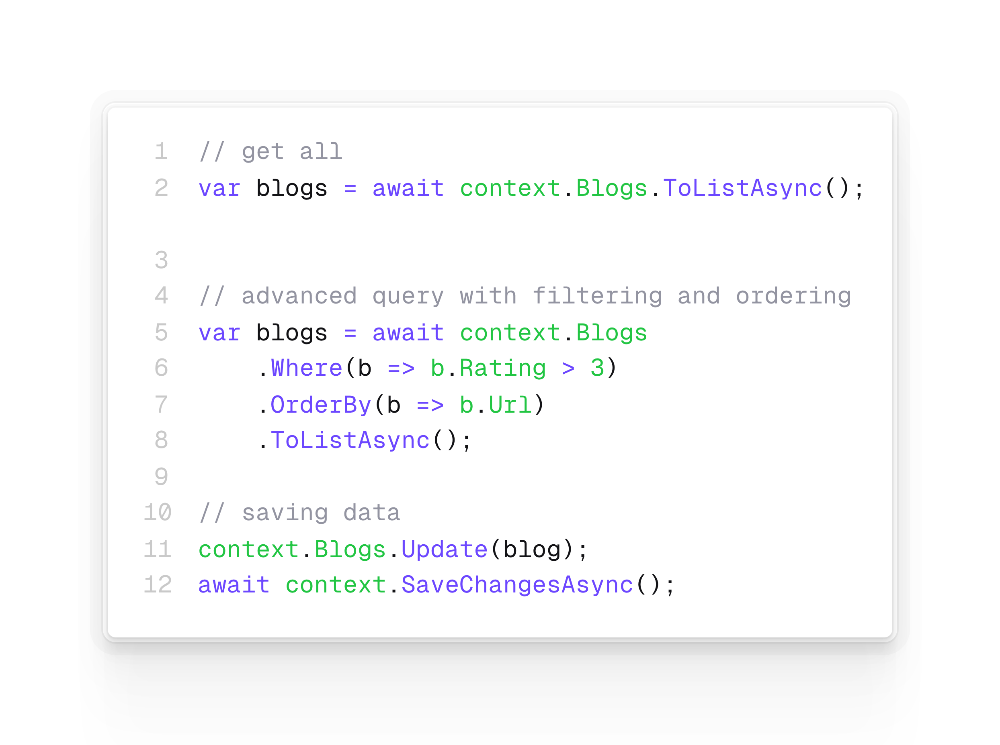 1 // get all
2 var blogs = await context.Blogs.ToListAsync();
3
4 // advanced query with filtering and ordering
5 var blogs = await context.Blogs
6     .Where(b => b.Rating > 3)
7     .OrderBy(b => b.Url)
8     .ToListAsync();
9
10 // saving data
11 context.Blogs.Update(blog);
12 await context.SaveChangesAsync();